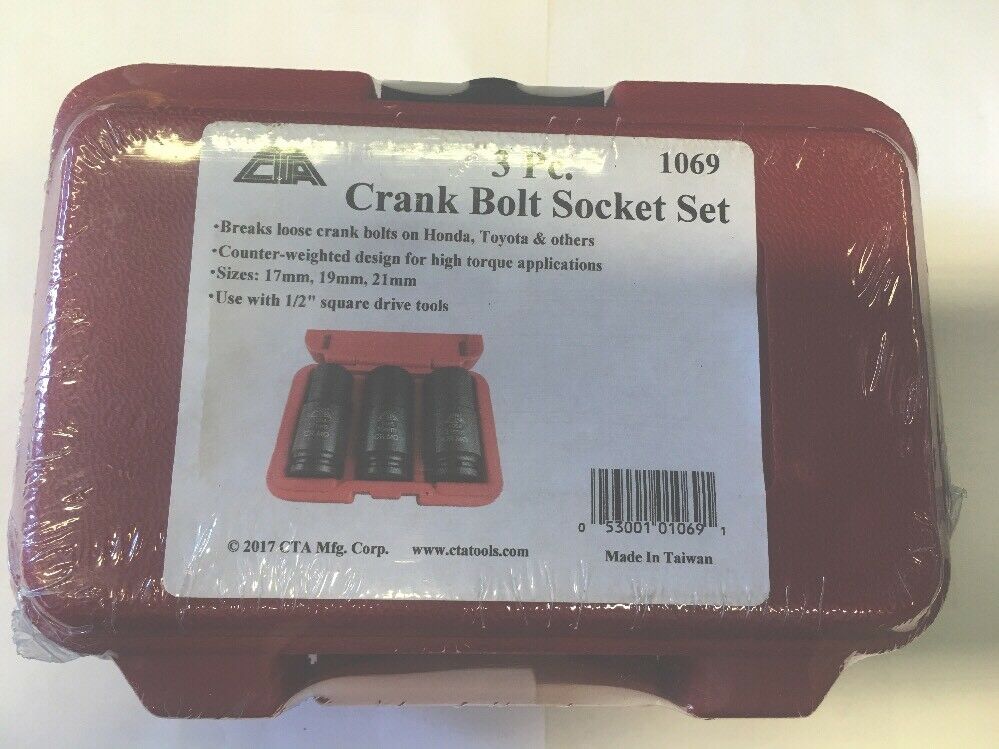 CTA
3 Pc.
1069
Crank Bolt Socket Set
•Breaks loose crank bolts on Honda, Toyota & others
•Counter-weighted design for high torque applications
•Sizes: 17mm, 19mm, 21mm
•Use with 1/2" square drive tools
0 53001 01069 1
© 2017 CTA Mfg. Corp. www.ctatools.com
Made In Taiwan